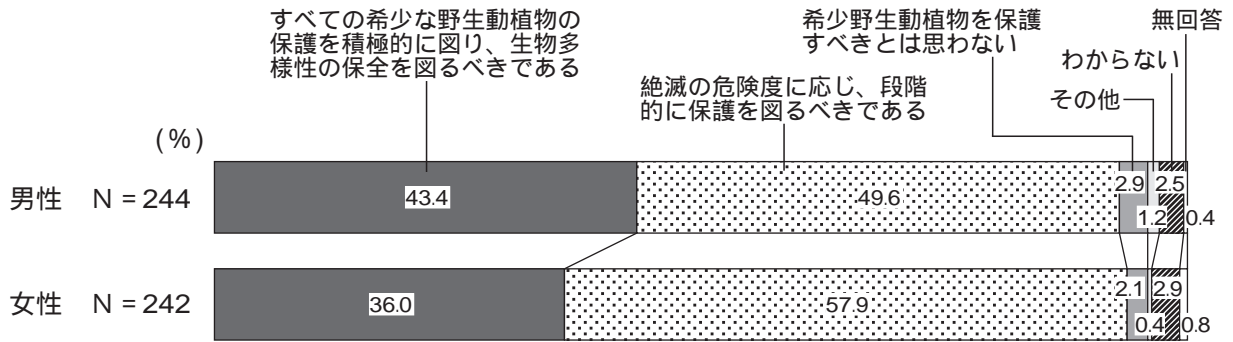 すべての希少な野生動植物の
保護を積極的に図り、生物多
様性の保全を図るべきである
絶滅の危険度に応じ、段階
的に保護を図るべきである
希少野生動植物を保護
すべきとは思わない
その他
わからない
無回答
(%)
男性 N = 244
43.4
49.6
2.9
1.2
2.5
0.4
女性 N = 242
36.0
57.9
2.1
0.4
2.9
0.8